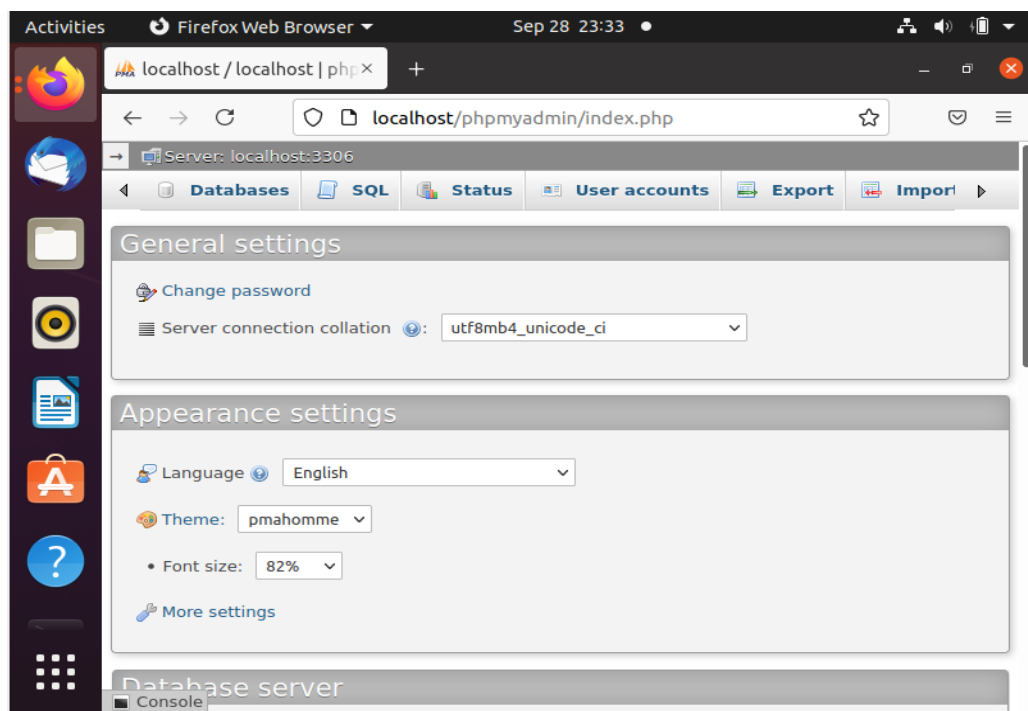 Activities Firefox Web Browser Sep 28 23:33
PMA localhost / localhost | php
localhost/phpmyadmin/index.php
Server: localhost:3306
Databases SQL Status User accounts Export Import
General settings
Change password
Server connection collation : utf8mb4_unicode_ci
Appearance settings
Language English
Theme: pmahomme
• Font size: 82%
More settings
Database server
Console